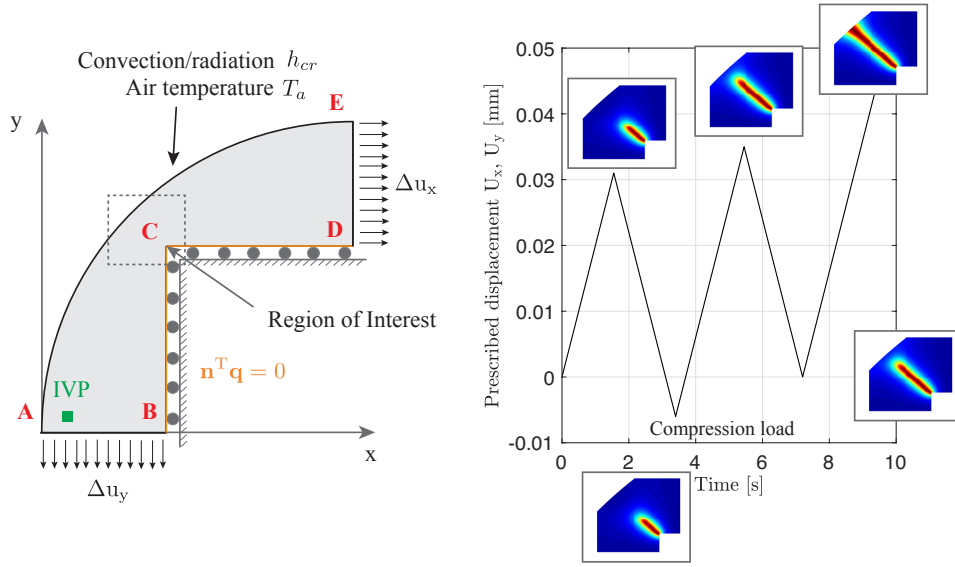 Convection/radiation h_cr
Air temperature T_a
E
y
Δu_x
C
D
Region of Interest
n^T q = 0
IVP
A
B
x
Δu_y
Prescribed displacement U_x, U_y [mm]
0.05
0.04
0.03
0.02
0.01
0
-0.01
Compression load
0
2
4
6
8
10
Time [s]